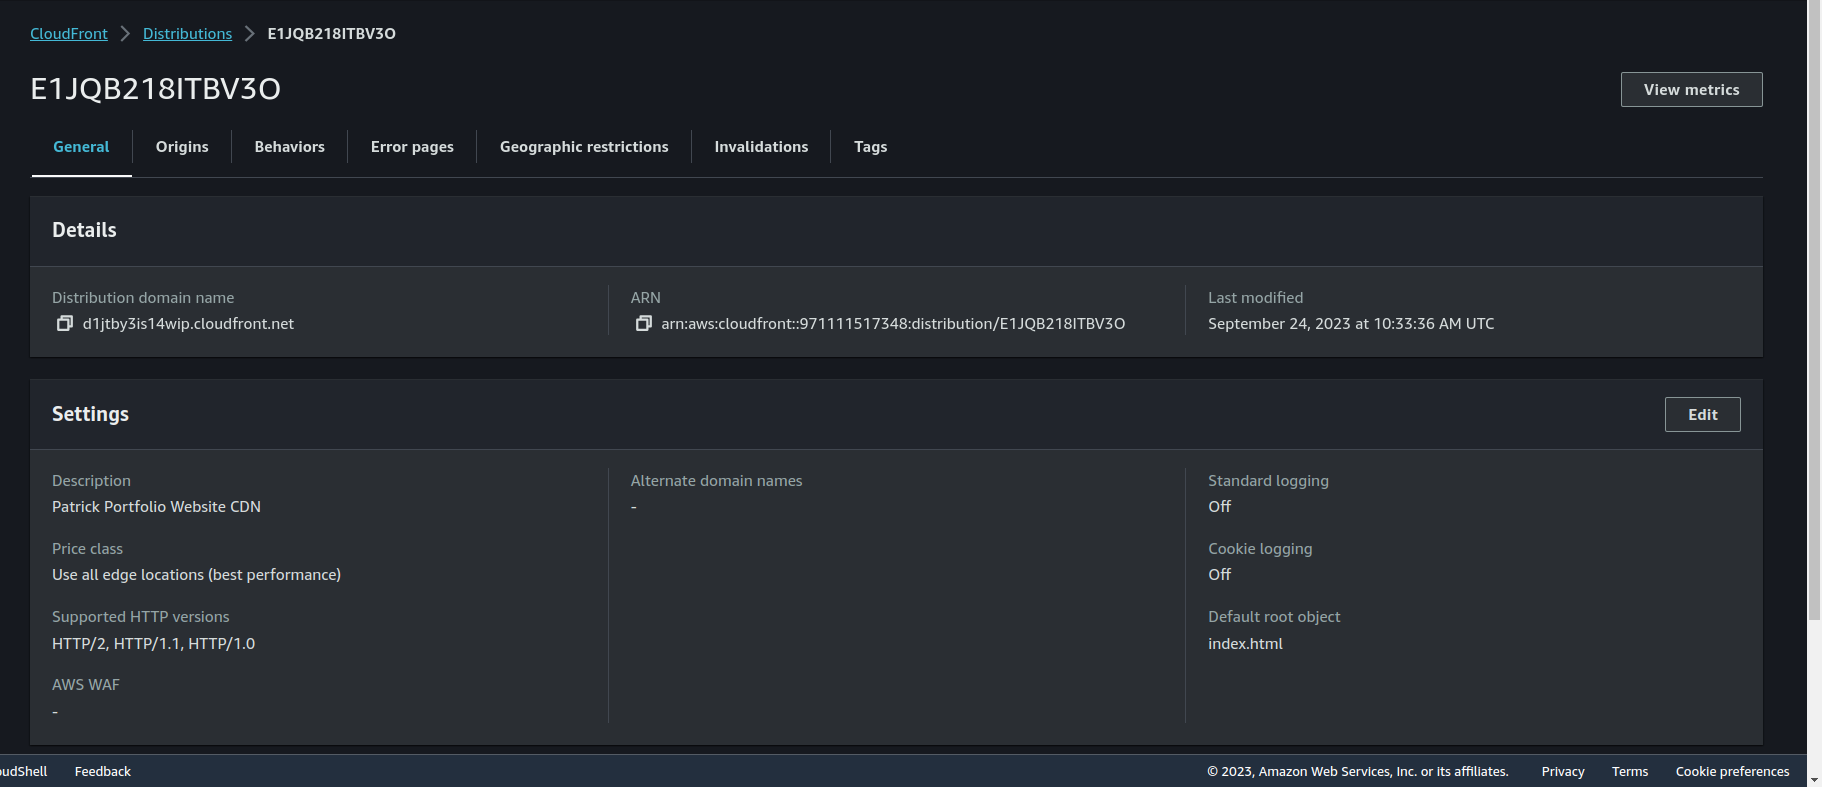 CloudFront > Distributions > E1JQB218ITBV3O
E1JQB218ITBV3O
View metrics
General Origins Behaviors Error pages Geographic restrictions Invalidations Tags
Details
Distribution domain name
d1jtby3is14wip.cloudfront.net
ARN
arn:aws:cloudfront::971111517348:distribution/E1JQB218ITBV3O
Last modified
September 24, 2023 at 10:33:36 AM UTC
Settings
Edit
Description
Patrick Portfolio Website CDN
Price class
Use all edge locations (best performance)
Supported HTTP versions
HTTP/2, HTTP/1.1, HTTP/1.0
AWS WAF
-
Alternate domain names
-
Standard logging
Off
Cookie logging
Off
Default root object
index.html
oudShell Feedback © 2023, Amazon Web Services, Inc. or its affiliates. Privacy Terms Cookie preferences